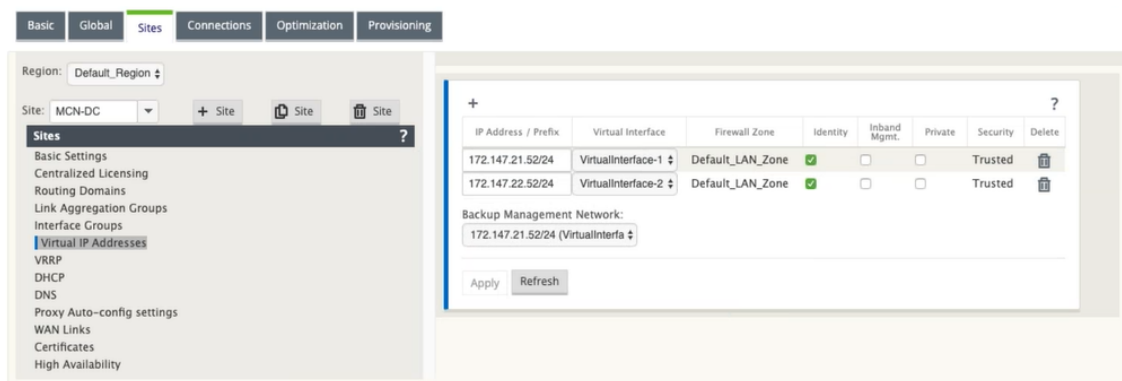 Basic Global Sites Connections Optimization Provisioning
Region: Default_Region
Site: MCN-DC + Site Site Site
Sites ?
Basic Settings
Centralized Licensing
Routing Domains
Link Aggregation Groups
Interface Groups
Virtual IP Addresses
VRRP
DHCP
DNS
Proxy Auto-config settings
WAN Links
Certificates
High Availability
+ ?
IP Address / Prefix Virtual Interface Firewall Zone Identity Inband Mgmt. Private Security Delete
172.147.21.52/24 VirtualInterface-1 Default_LAN_Zone Trusted
172.147.22.52/24 VirtualInterface-2 Default_LAN_Zone Trusted
Backup Management Network:
172.147.21.52/24 (VirtualInterfa
Apply Refresh